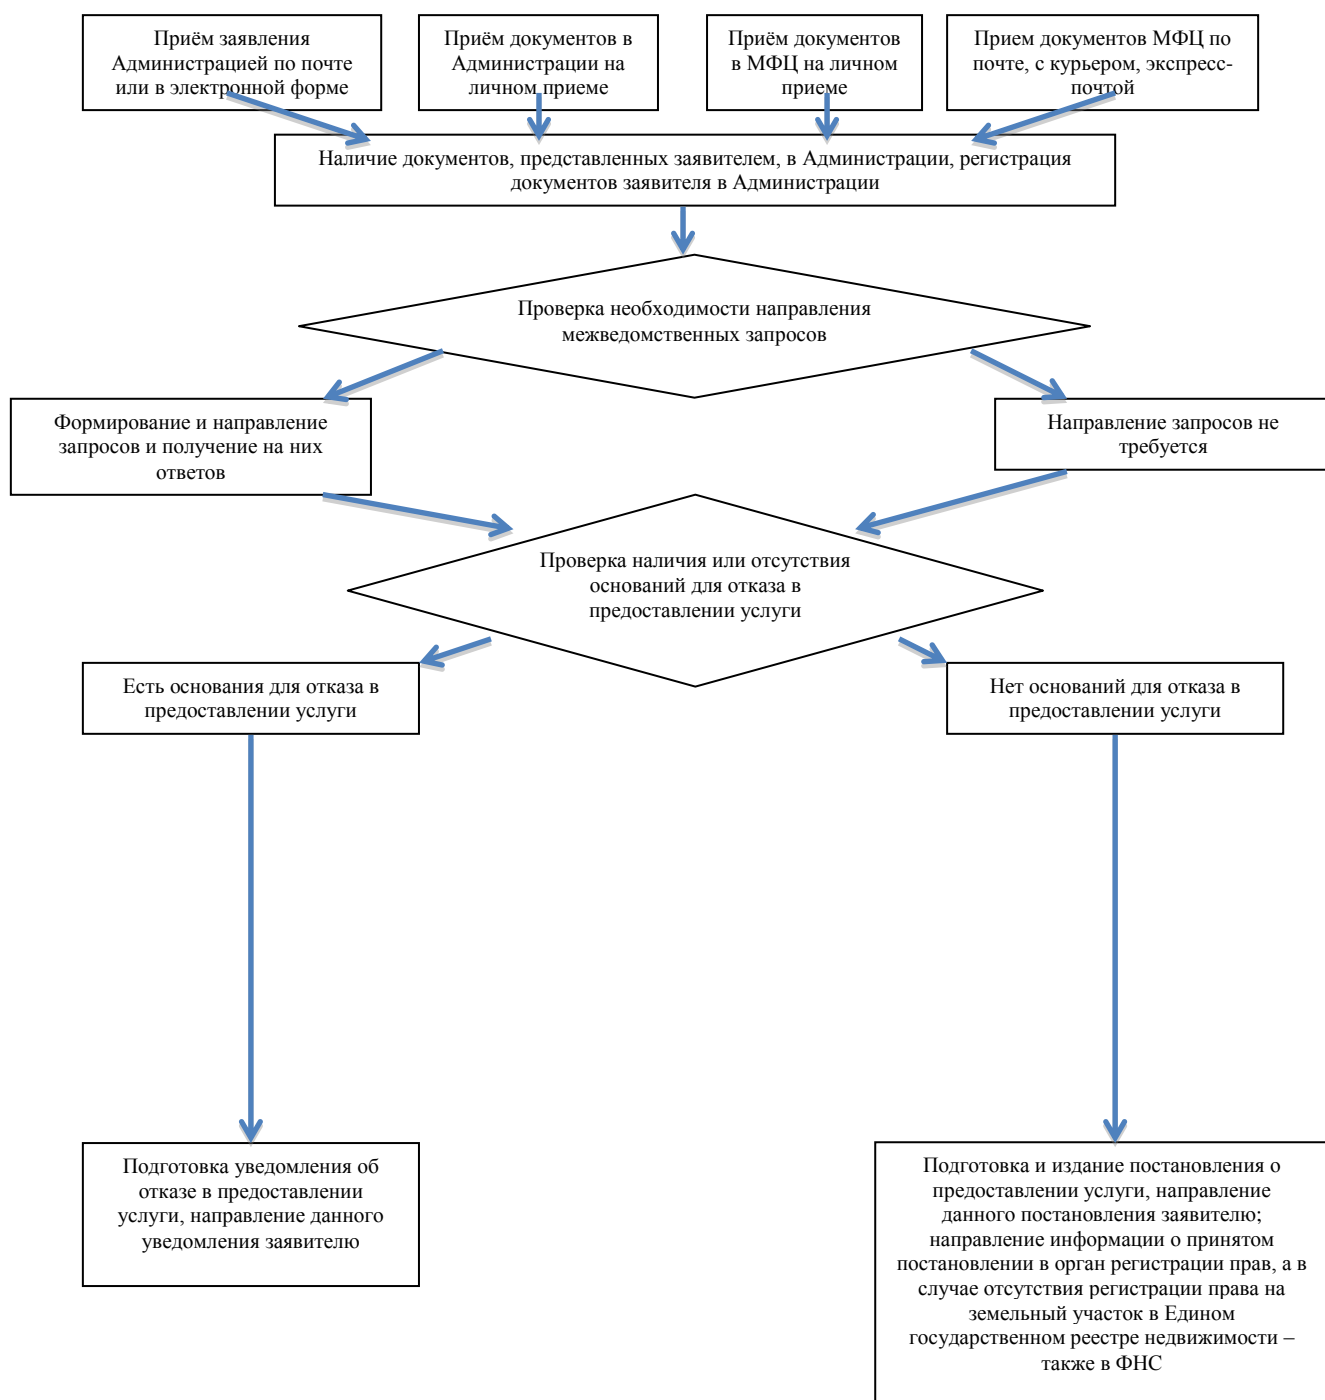 Приём заявления
Администрацией по почте
или в электронной форме
Приём документов в
Администрации на
личном приеме
Приём документов
в МФЦ на личном
приеме
Прием документов МФЦ по
почте, с курьером, экспресс-
почтой
Наличие документов, представленных заявителем, в Администрации, регистрация
документов заявителя в Администрации
Проверка необходимости направления
межведомственных запросов
Формирование и направление
запросов и получение на них
ответов
Направление запросов не
требуется
Проверка наличия или отсутствия
оснований для отказа в
предоставлении услуги
Есть основания для отказа в
предоставлении услуги
Нет оснований для отказа в
предоставлении услуги
Подготовка уведомления об
отказе в предоставлении
услуги, направление данного
уведомления заявителю
Подготовка и издание постановления о
предоставлении услуги, направление
данного постановления заявителю;
направление информации о принятом
постановлении в орган регистрации прав, а в
случае отсутствия регистрации права на
земельный участок в Едином
государственном реестре недвижимости –
также в ФНС